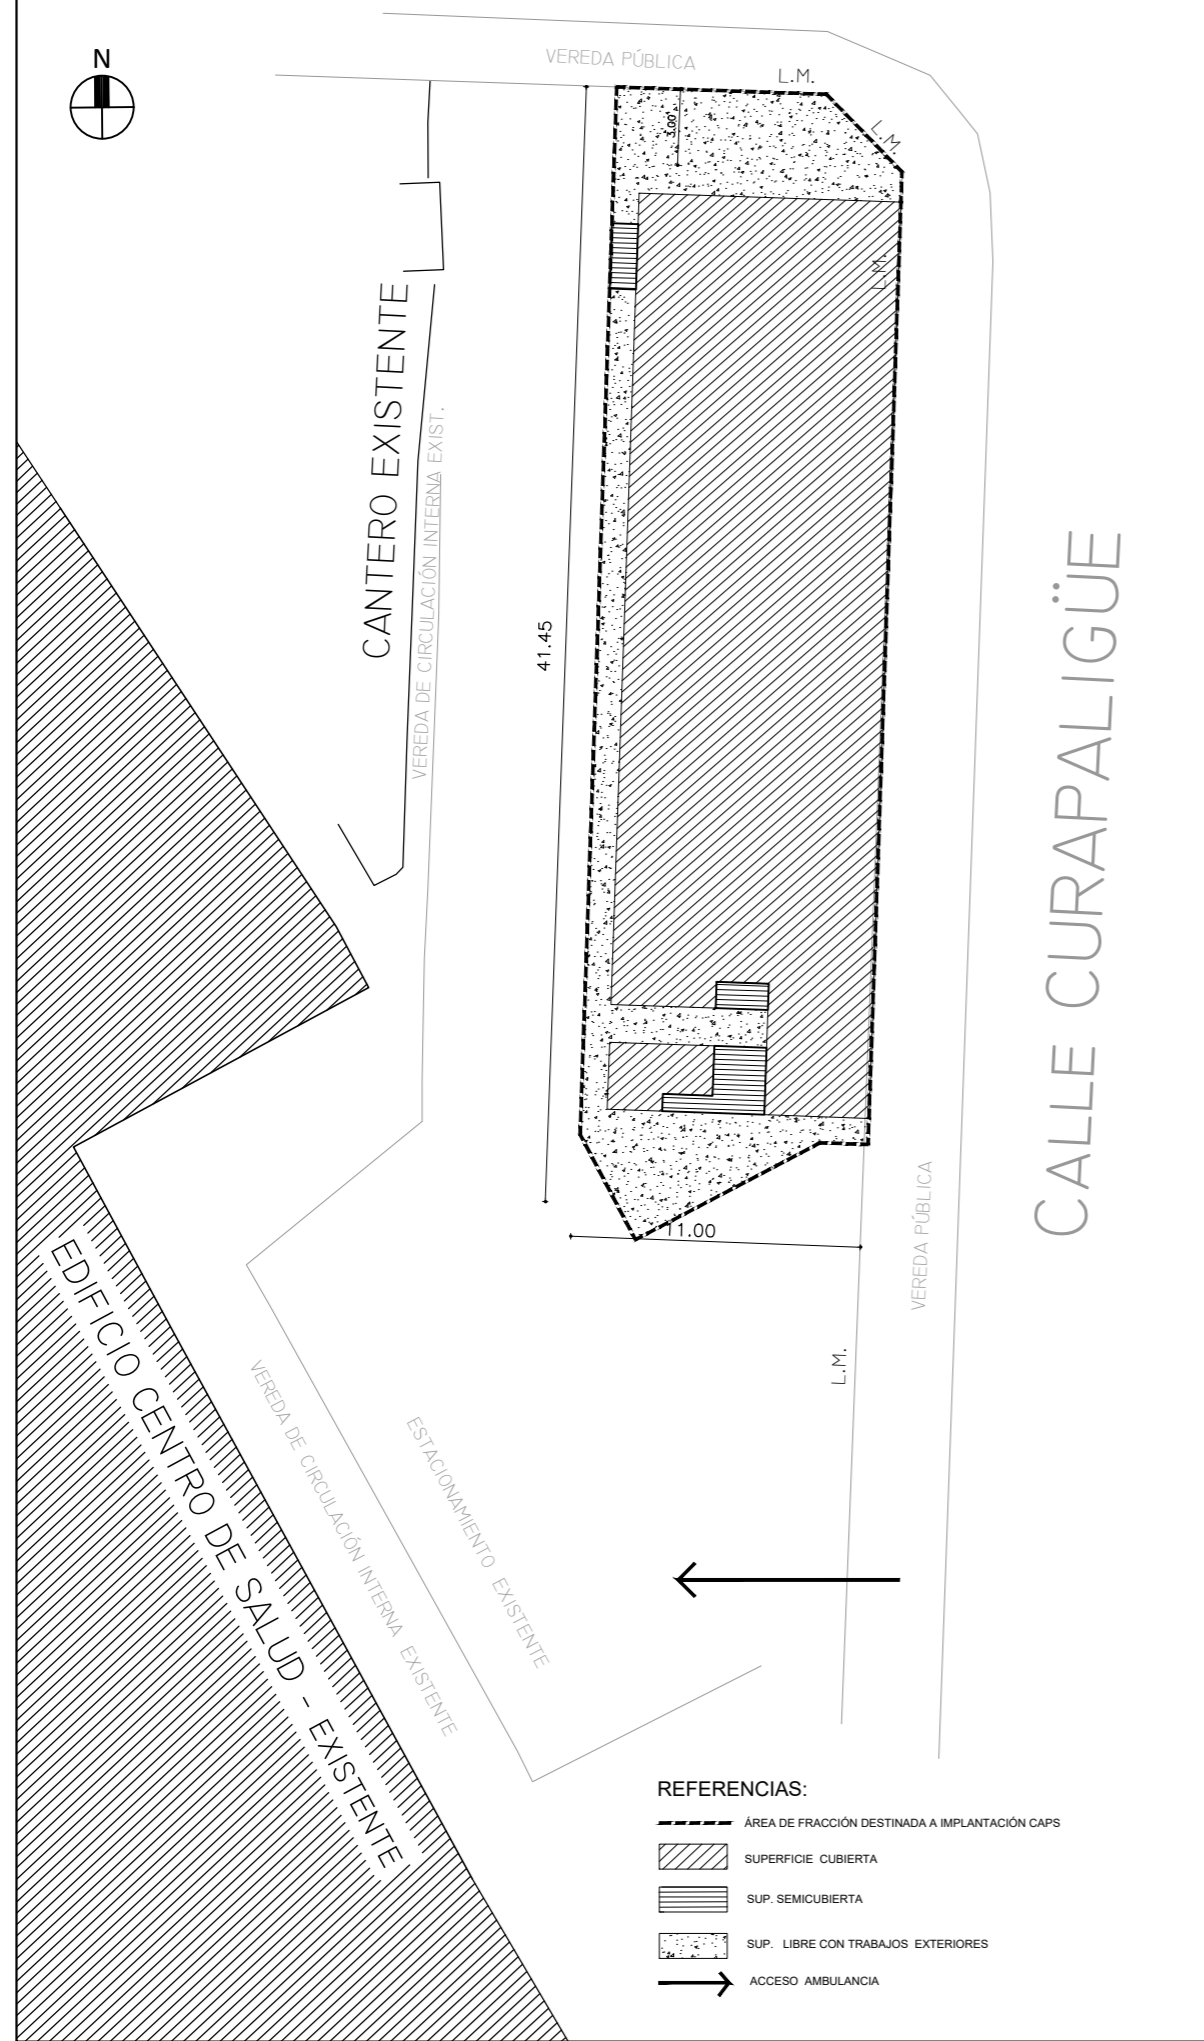 N
VEREDA PÚBLICA
L.M.
L.M.
3.00
L.M.
CANTERO EXISTENTE
VEREDA DE CIRCULACIÓN INTERNA EXIST.
41.45
CALLE CURAPALIGÜE
11.00
VEREDA PÚBLICA
L.M.
EDIFICIO CENTRO DE SALUD - EXISTENTE
VEREDA DE CIRCULACIÓN INTERNA EXISTENTE
ESTACIONAMIENTO EXISTENTE
REFERENCIAS:
ÁREA DE FRACCIÓN DESTINADA A IMPLANTACIÓN CAPS
SUPERFICIE CUBIERTA
SUP. SEMICUBIERTA
SUP. LIBRE CON TRABAJOS EXTERIORES
ACCESO AMBULANCIA